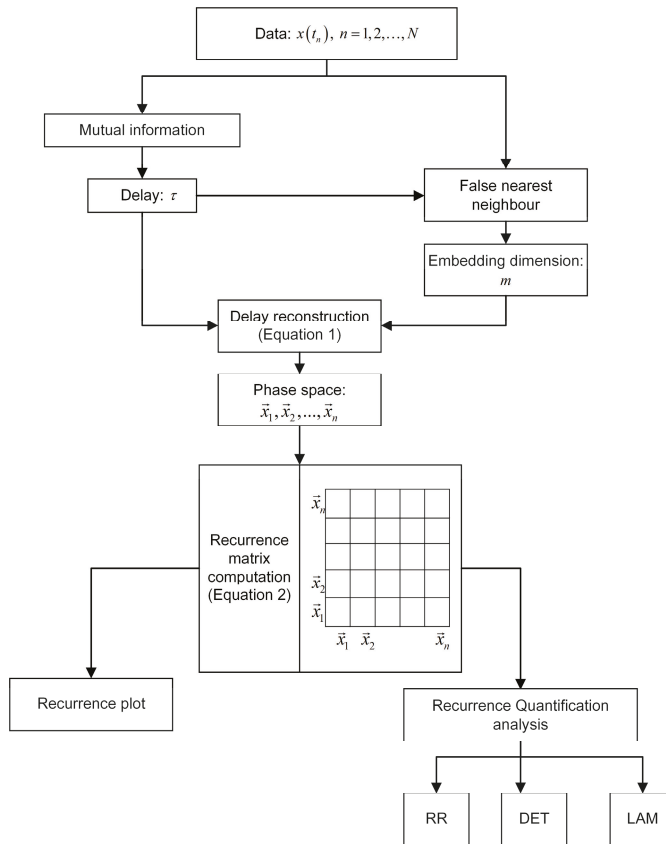 Data: x(tₙ), n = 1,2,...,N
Mutual information
Delay: τ
False nearest
neighbour
Embedding dimension:
m
Delay reconstruction
(Equation 1)
Phase space:
x⃗₁, x⃗₂,..., x⃗ₙ
Recurrence
matrix
computation
(Equation 2)
x⃗ₙ
x⃗₂
x⃗₁
x⃗₁ x⃗₂ x⃗ₙ
Recurrence plot
Recurrence Quantification
analysis
RR DET LAM